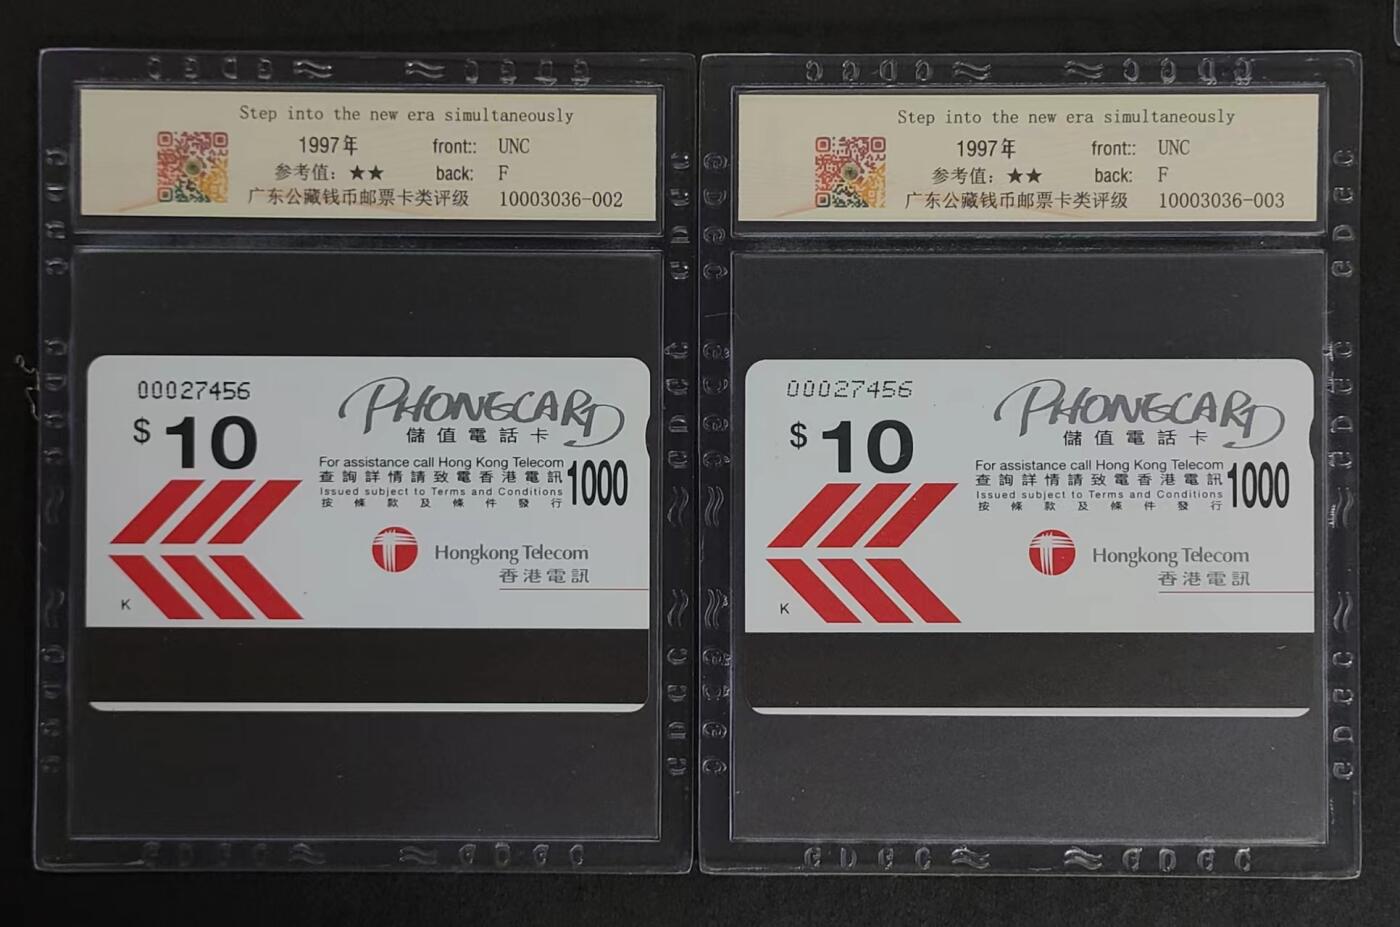 Step into the new era simultaneously
1997年 front:: UNC
参考值：★★ back: F
广东公藏钱币邮票卡类评级 10003036-002
00027456
$10
PHONECARD
儲值電話卡
For assistance call Hong Kong Telecom
查詢詳情請致電香港電訊
1000
Issued subject to Terms and Conditions
按條款及條件發行
Hongkong Telecom
香港電訊
K
Step into the new era simultaneously
1997年 front:: UNC
参考值：★★ back: F
广东公藏钱币邮票卡类评级 10003036-003
00027456
$10
PHONECARD
儲值電話卡
For assistance call Hong Kong Telecom
查詢詳情請致電香港電訊
1000
Issued subject to Terms and Conditions
按條款及條件發行
Hongkong Telecom
香港電訊
K